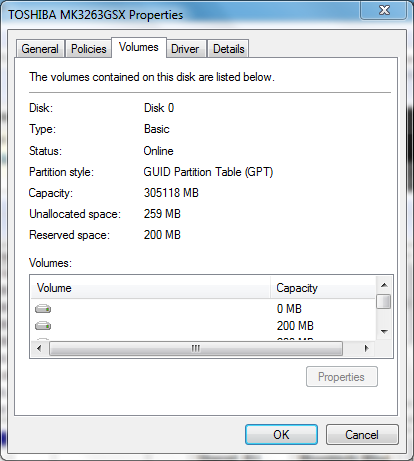 TOSHIBA MK3263GSX Properties
General Policies Volumes Driver Details
The volumes contained on this disk are listed below.
Disk: Disk 0
Type: Basic
Status: Online
Partition style: GUID Partition Table (GPT)
Capacity: 305118 MB
Unallocated space: 259 MB
Reserved space: 200 MB
Volumes:
Volume Capacity
0 MB
200 MB
Properties
OK Cancel